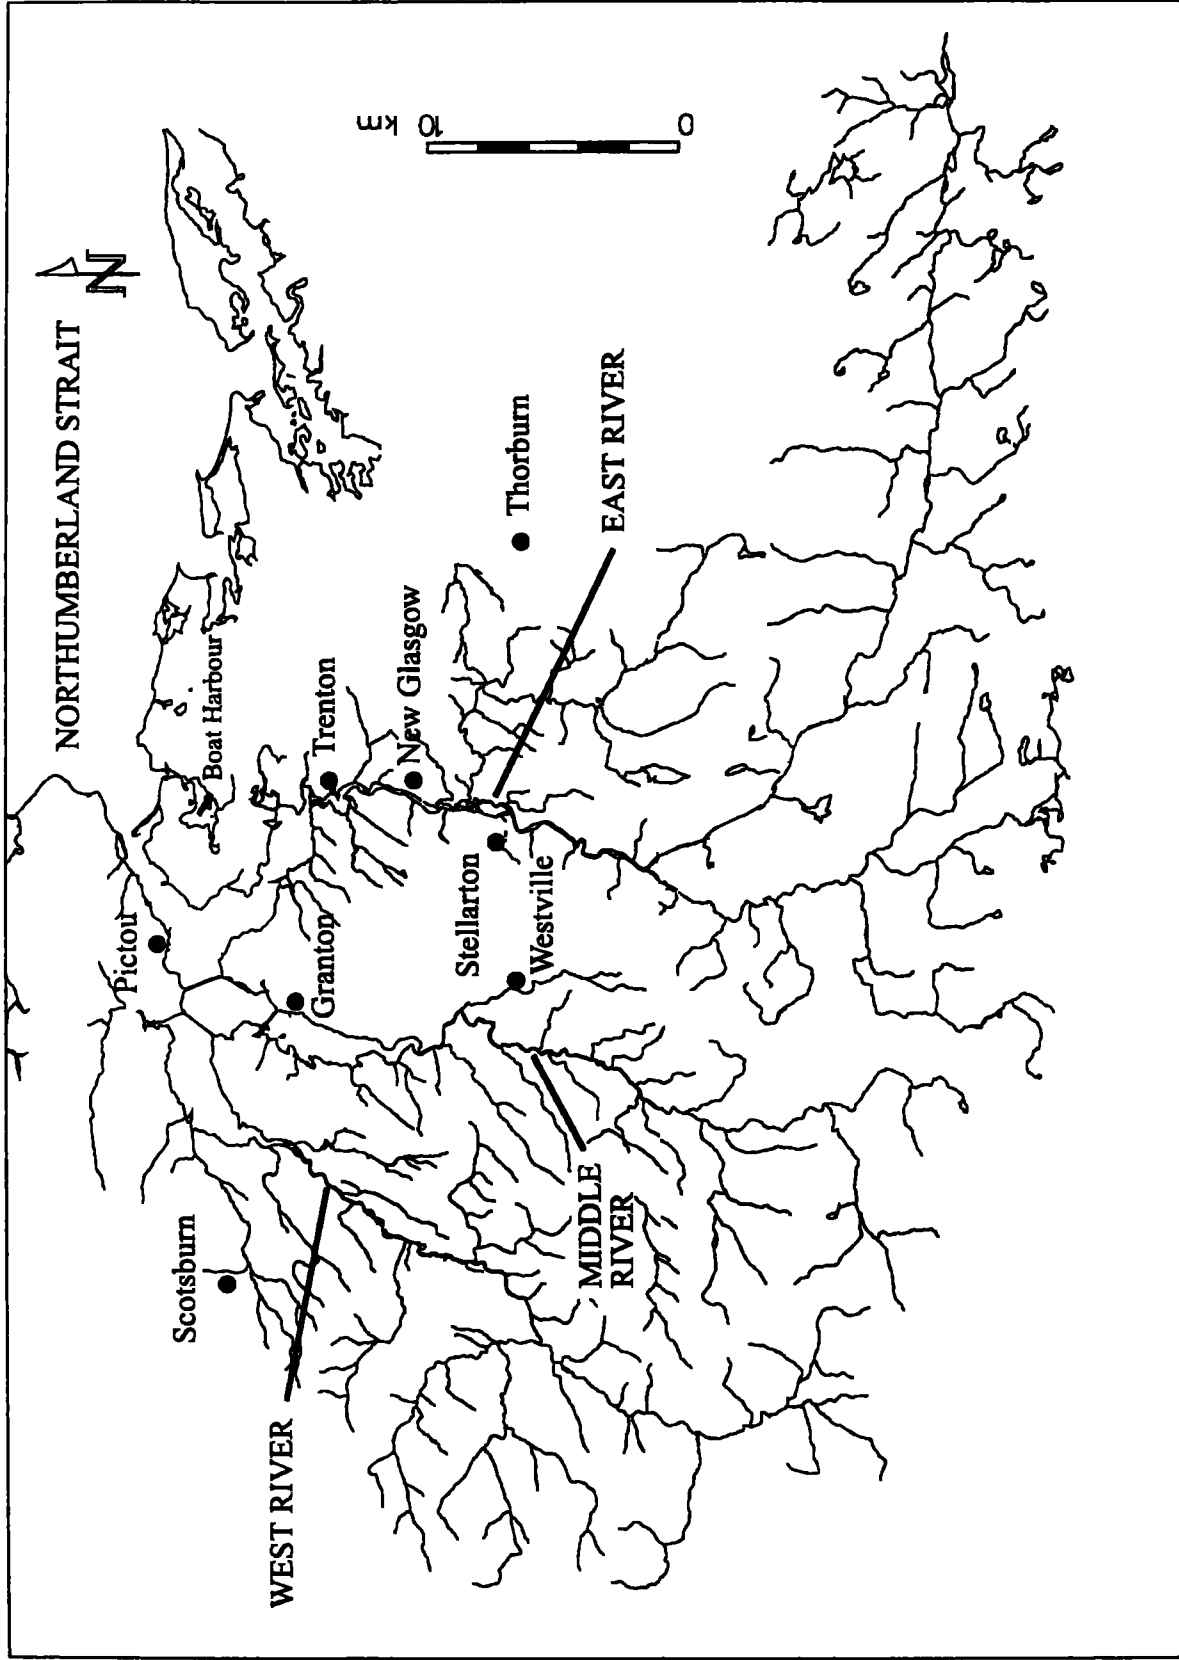 NORTHUMBERLAND STRAIT
N
10 km
0
Pictou
Boat Harbour
Scotsburn
Granton
Trenton
New Glasgow
Thorburn
Stellarton
Westville
WEST RIVER
MIDDLE
RIVER
EAST RIVER